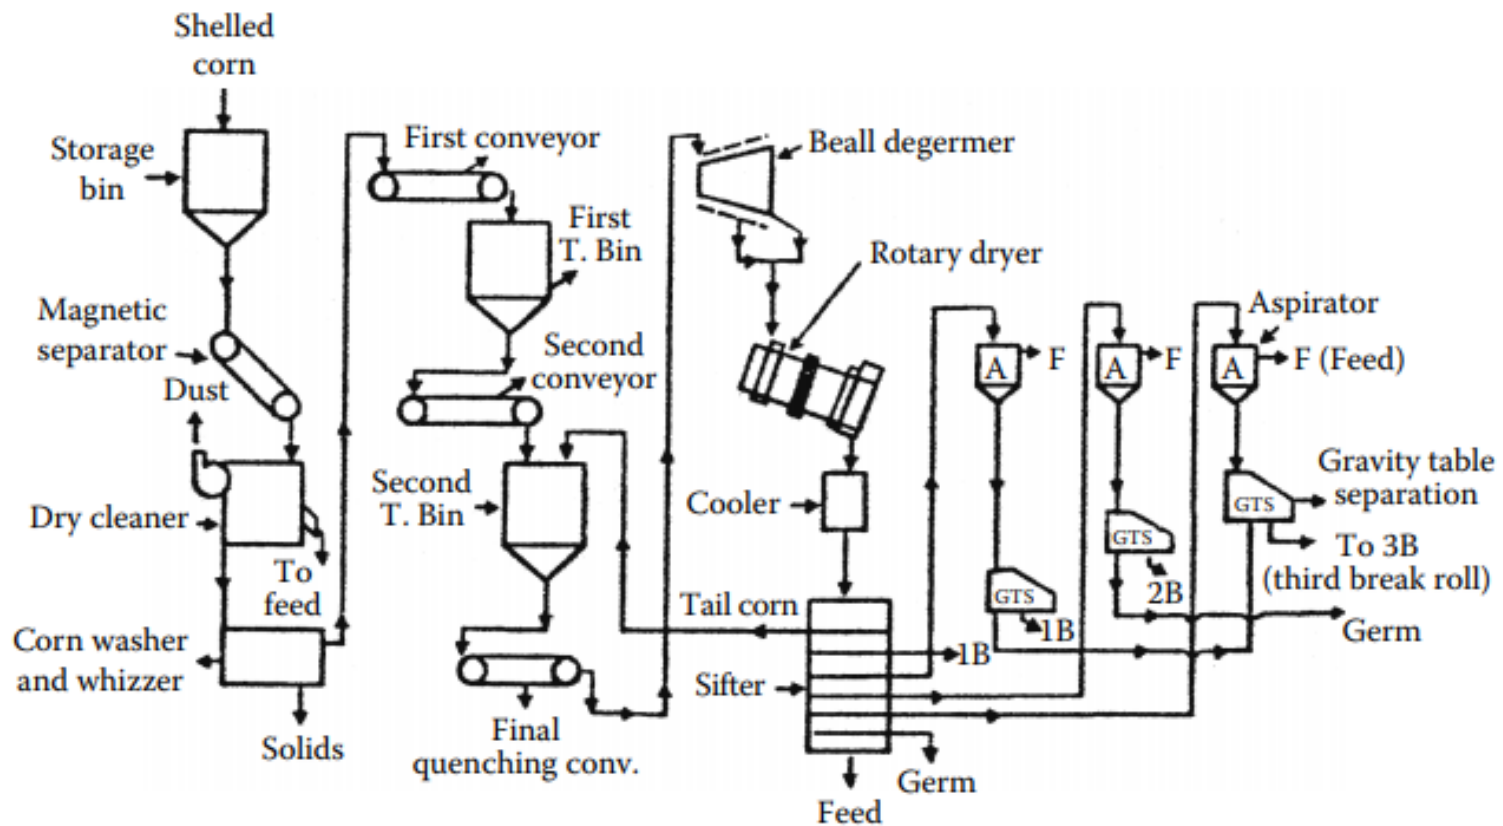 Shelled
corn
Storage
bin
Magnetic
separator
Dust
Dry cleaner
To
feed
Corn washer
and whizzer
Solids
First conveyor
First
T. Bin
Second
conveyor
Second
T. Bin
Final
quenching conv.
Beall degermer
Rotary dryer
Cooler
Tail corn
1B
Sifter
Germ
Feed
A
F
GTS
1B
A
F
GTS
2B
Aspirator
A
F (Feed)
GTS
Gravity table
separation
To 3B
(third break roll)
Germ